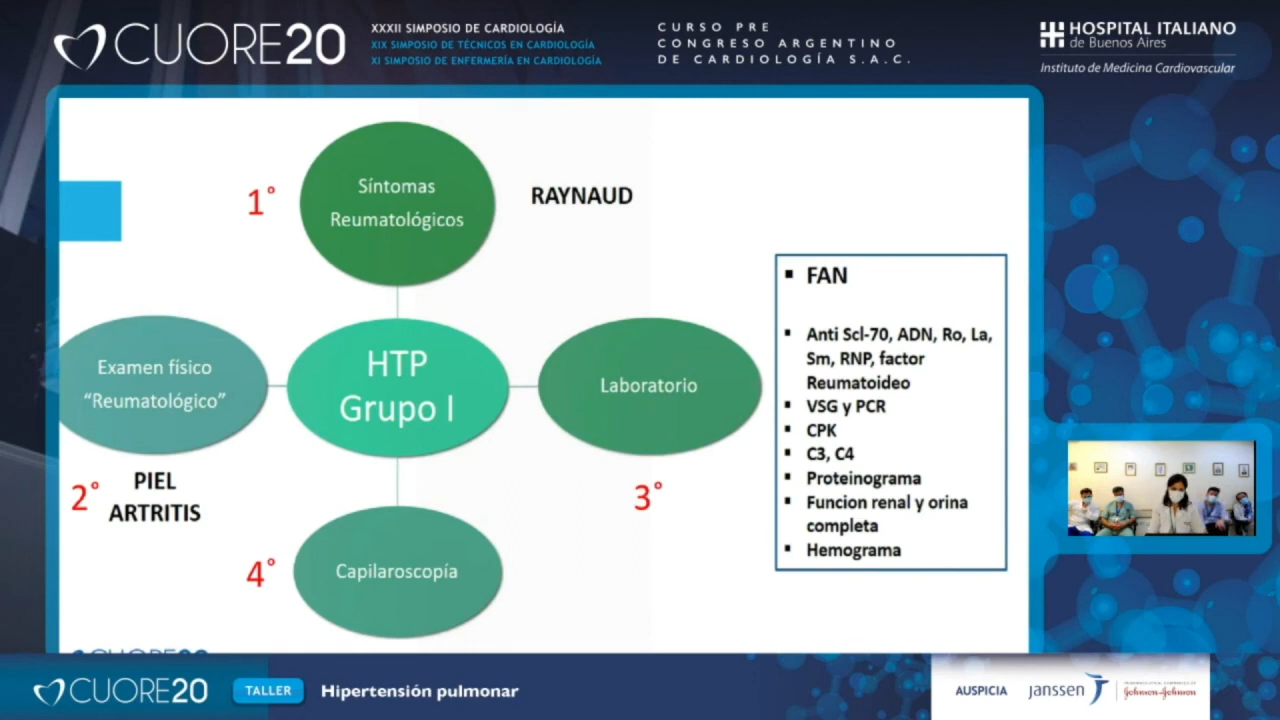 CUORE20
XXXII SIMPOSIO DE CARDIOLOGÍA
XIX SIMPOSIO DE TÉCNICOS EN CARDIOLOGÍA
XI SIMPOSIO DE ENFERMERÍA EN CARDIOLOGÍA
CURSO PRE
CONGRESO ARGENTINO
DE CARDIOLOGÍA S.A.C.
HOSPITAL ITALIANO
de Buenos Aires
Instituto de Medicina Cardiovascular
1°
Síntomas
Reumatológicos
RAYNAUD
Examen físico
“Reumatológico”
HTP
Grupo I
Laboratorio
2°
PIEL
ARTRITIS
3°
4°
Capilaroscopía
▪ FAN
▪ Anti Scl-70, ADN, Ro, La,
Sm, RNP, factor
Reumatoideo
▪ VSG y PCR
▪ CPK
▪ C3, C4
▪ Proteinograma
▪ Funcion renal y orina
completa
▪ Hemograma
CUORE20
TALLER
Hipertensión pulmonar
AUSPICIA
janssen
Johnson & Johnson